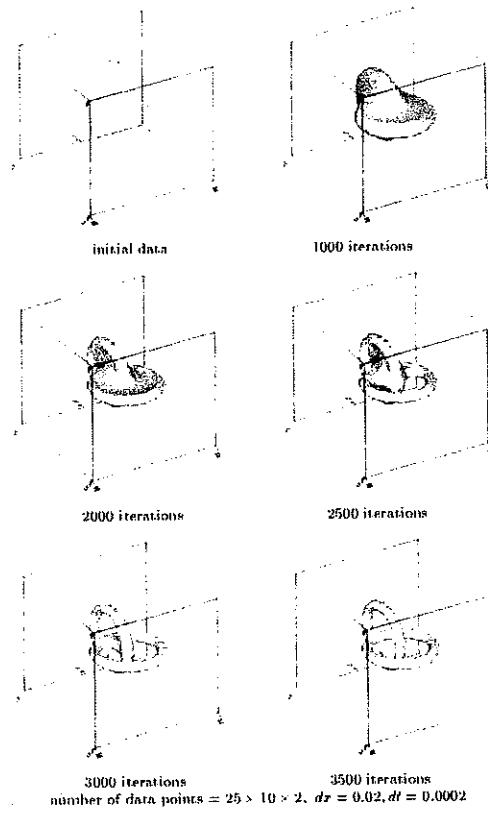 initial data
1000 iterations
2000 iterations
2500 iterations
3000 iterations
3500 iterations
number of data points = 25 × 10 × 2, dx = 0.02, dt = 0.0002